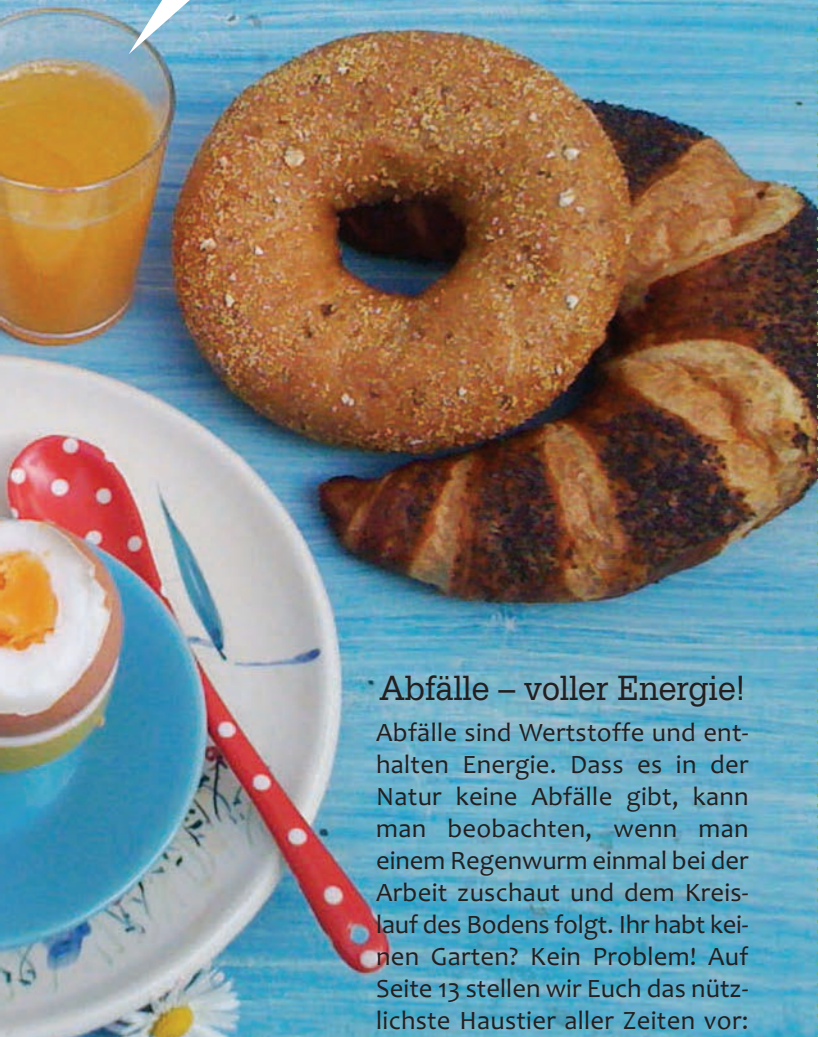 Abfälle – voller Energie!
Abfälle sind Wertstoffe und ent-
halten Energie. Dass es in der
Natur keine Abfälle gibt, kann
man beobachten, wenn man
einem Regenwurm einmal bei der
Arbeit zuschaut und dem Kreis-
lauf des Bodens folgt. Ihr habt kei-
nen Garten? Kein Problem! Auf
Seite 13 stellen wir Euch das nütz-
lichste Haustier aller Zeiten vor: